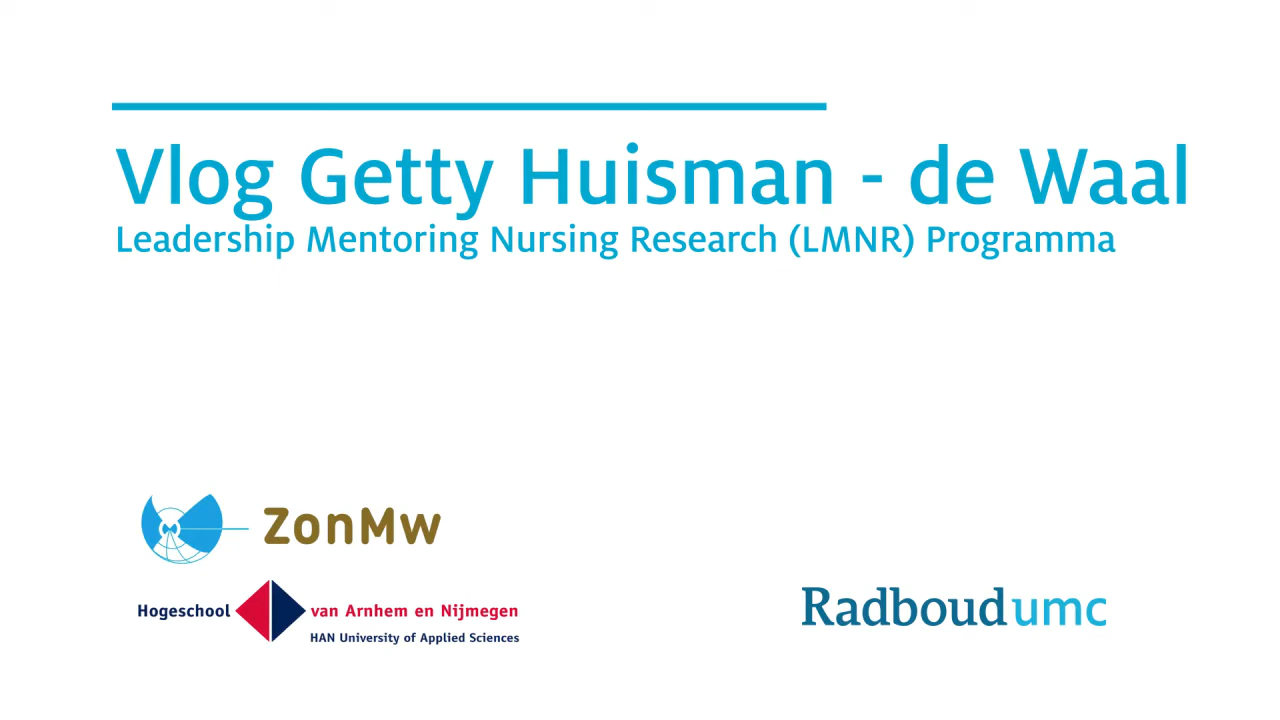 Vlog Getty Huisman - de Waal
Leadership Mentoring Nursing Research (LMNR) Programma
ZonMw
Hogeschool van Arnhem en Nijmegen
HAN University of Applied Sciences
Radboudumc